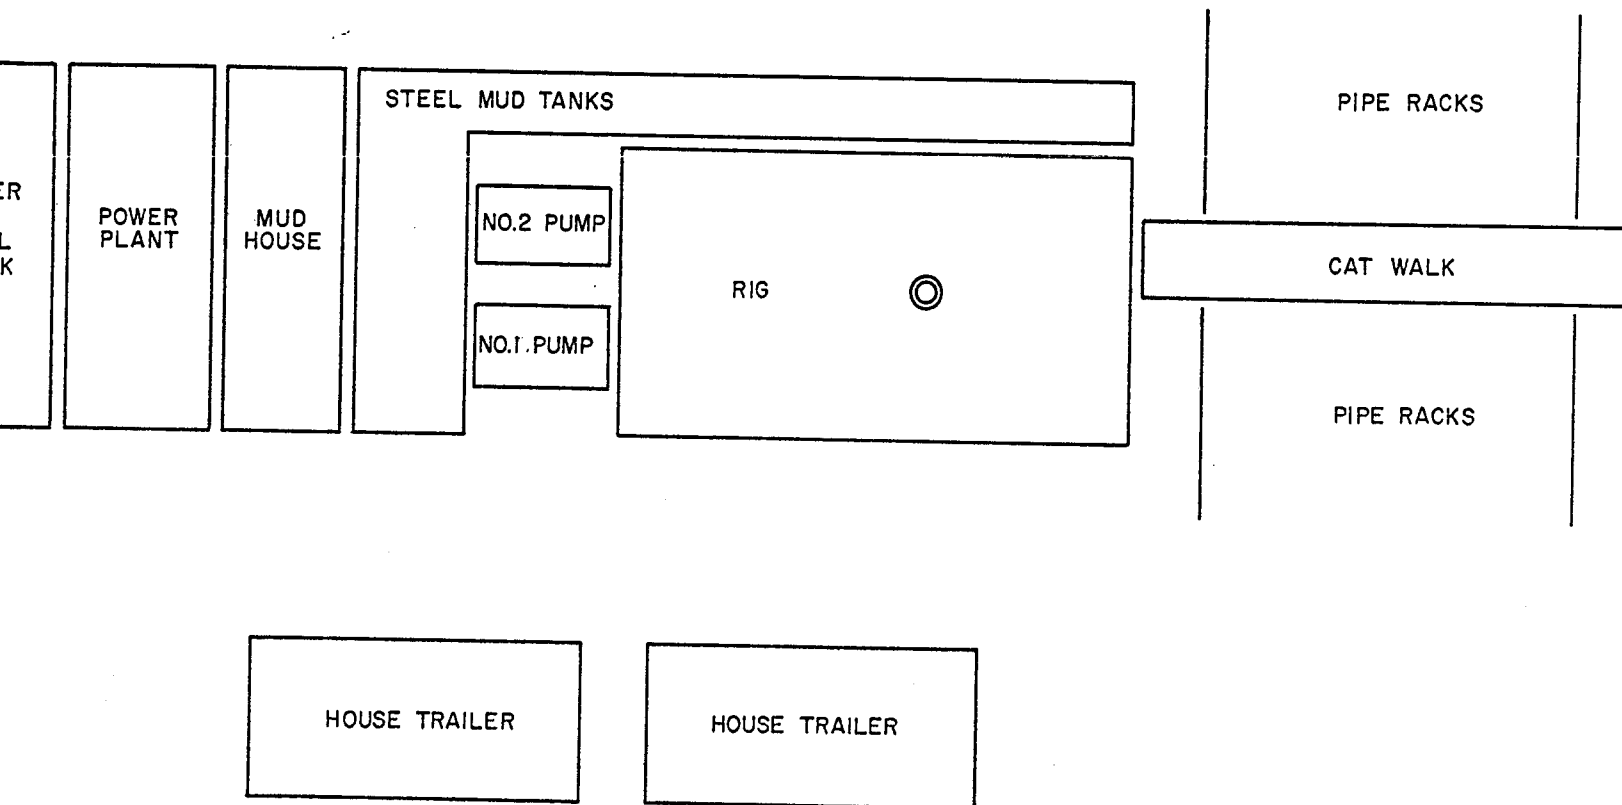 STEEL MUD TANKS
PIPE RACKS
POWER
PLANT
MUD
HOUSE
NO.2 PUMP
RIG
CAT WALK
NO.1 PUMP
PIPE RACKS
HOUSE TRAILER
HOUSE TRAILER